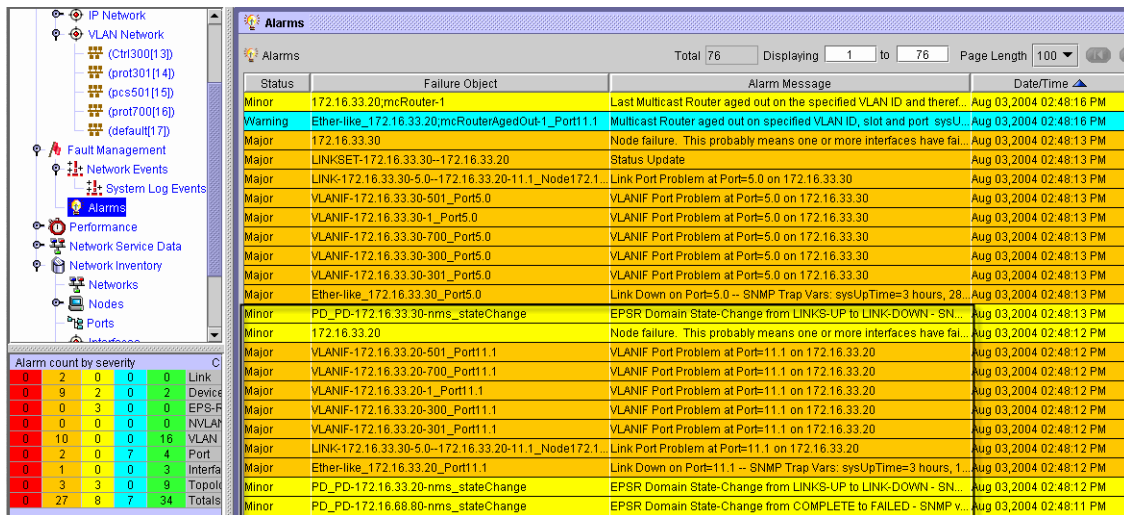 IP Network
VLAN Network
(Ctrl300[13])
(prot301[14])
(pcs501[15])
(prot700[16])
(default[17])
Fault Management
Network Events
System Log Events
Alarms
Performance
Network Service Data
Network Inventory
Networks
Nodes
Ports
Interfaces
Alarm count by severity C
0 2 0 0 0 Link
0 9 2 0 2 Device
0 0 3 0 0 EPS-R
0 0 0 0 0 NVLAN
0 10 0 0 16 VLAN
0 2 0 7 4 Port
0 1 0 0 3 Interfa
0 3 3 0 9 Topolo
0 27 8 7 34 Totals
Alarms
Alarms Total 76 Displaying 1 to 76 Page Length 100
Status Failure Object Alarm Message Date/Time
Minor 172.16.33.20;mcRouter-1 Last Multicast Router aged out on the specified VLAN ID and theref... Aug 03,2004 02:48:16 PM
Warning Ether-like_172.16.33.20;mcRouterAgedOut-1_Port11.1 Multicast Router aged out on specified VLAN ID, slot and port sysU... Aug 03,2004 02:48:16 PM
Major 172.16.33.30 Node failure. This probably means one or more interfaces have fai... Aug 03,2004 02:48:13 PM
Major LINKSET-172.16.33.30--172.16.33.20 Status Update Aug 03,2004 02:48:13 PM
Major LINK-172.16.33.30-5.0--172.16.33.20-11.1_Node172.1... Link Port Problem at Port=5.0 on 172.16.33.30 Aug 03,2004 02:48:13 PM
Major VLANIF-172.16.33.30-501_Port5.0 VLANIF Port Problem at Port=5.0 on 172.16.33.30 Aug 03,2004 02:48:13 PM
Major VLANIF-172.16.33.30-1_Port5.0 VLANIF Port Problem at Port=5.0 on 172.16.33.30 Aug 03,2004 02:48:13 PM
Major VLANIF-172.16.33.30-700_Port5.0 VLANIF Port Problem at Port=5.0 on 172.16.33.30 Aug 03,2004 02:48:13 PM
Major VLANIF-172.16.33.30-300_Port5.0 VLANIF Port Problem at Port=5.0 on 172.16.33.30 Aug 03,2004 02:48:13 PM
Major VLANIF-172.16.33.30-301_Port5.0 VLANIF Port Problem at Port=5.0 on 172.16.33.30 Aug 03,2004 02:48:13 PM
Major Ether-like_172.16.33.30_Port5.0 Link Down on Port=5.0 -- SNMP Trap Vars: sysUpTime=3 hours, 28... Aug 03,2004 02:48:13 PM
Minor PD_PD-172.16.33.30-nms_stateChange EPSR Domain State-Change from LINKS-UP to LINK-DOWN - SN... Aug 03,2004 02:48:13 PM
Minor 172.16.33.20 Node failure. This probably means one or more interfaces have fai... Aug 03,2004 02:48:12 PM
Major VLANIF-172.16.33.20-501_Port11.1 VLANIF Port Problem at Port=11.1 on 172.16.33.20 Aug 03,2004 02:48:12 PM
Major VLANIF-172.16.33.20-700_Port11.1 VLANIF Port Problem at Port=11.1 on 172.16.33.20 Aug 03,2004 02:48:12 PM
Major VLANIF-172.16.33.20-1_Port11.1 VLANIF Port Problem at Port=11.1 on 172.16.33.20 Aug 03,2004 02:48:12 PM
Major VLANIF-172.16.33.20-300_Port11.1 VLANIF Port Problem at Port=11.1 on 172.16.33.20 Aug 03,2004 02:48:12 PM
Major VLANIF-172.16.33.20-301_Port11.1 VLANIF Port Problem at Port=11.1 on 172.16.33.20 Aug 03,2004 02:48:12 PM
Major LINK-172.16.33.30-5.0--172.16.33.20-11.1_Node172.1... Link Port Problem at Port=11.1 on 172.16.33.20 Aug 03,2004 02:48:12 PM
Major Ether-like_172.16.33.20_Port11.1 Link Down on Port=11.1 -- SNMP Trap Vars: sysUpTime=3 hours, 1... Aug 03,2004 02:48:12 PM
Minor PD_PD-172.16.33.20-nms_stateChange EPSR Domain State-Change from LINKS-UP to LINK-DOWN - SN... Aug 03,2004 02:48:12 PM
Minor PD_PD-172.16.68.80-nms_stateChange EPSR Domain State-Change from COMPLETE to FAILED - SNMP v... Aug 03,2004 02:48:11 PM